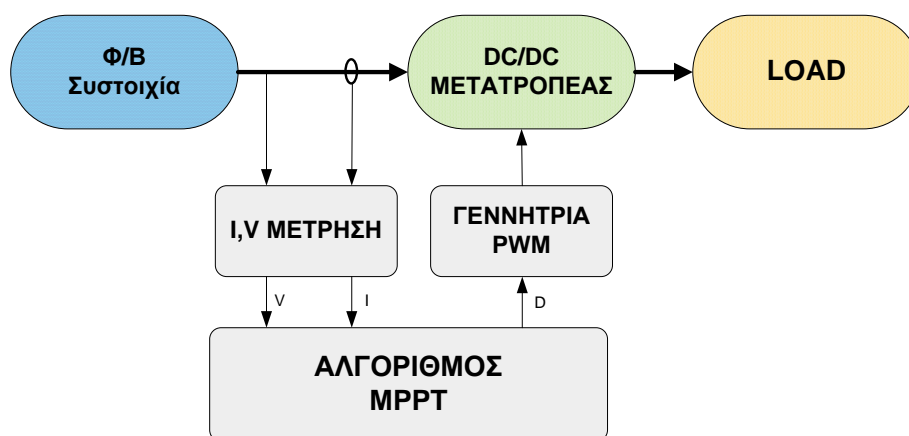 Φ/Β
Συστοιχία
DC/DC
ΜΕΤΑΤΡΟΠΕΑΣ
LOAD
I,V ΜΕΤΡΗΣΗ
ΓΕΝΝΗΤΡΙΑ
PWM
V
I
D
ΑΛΓΟΡΙΘΜΟΣ
MPPT